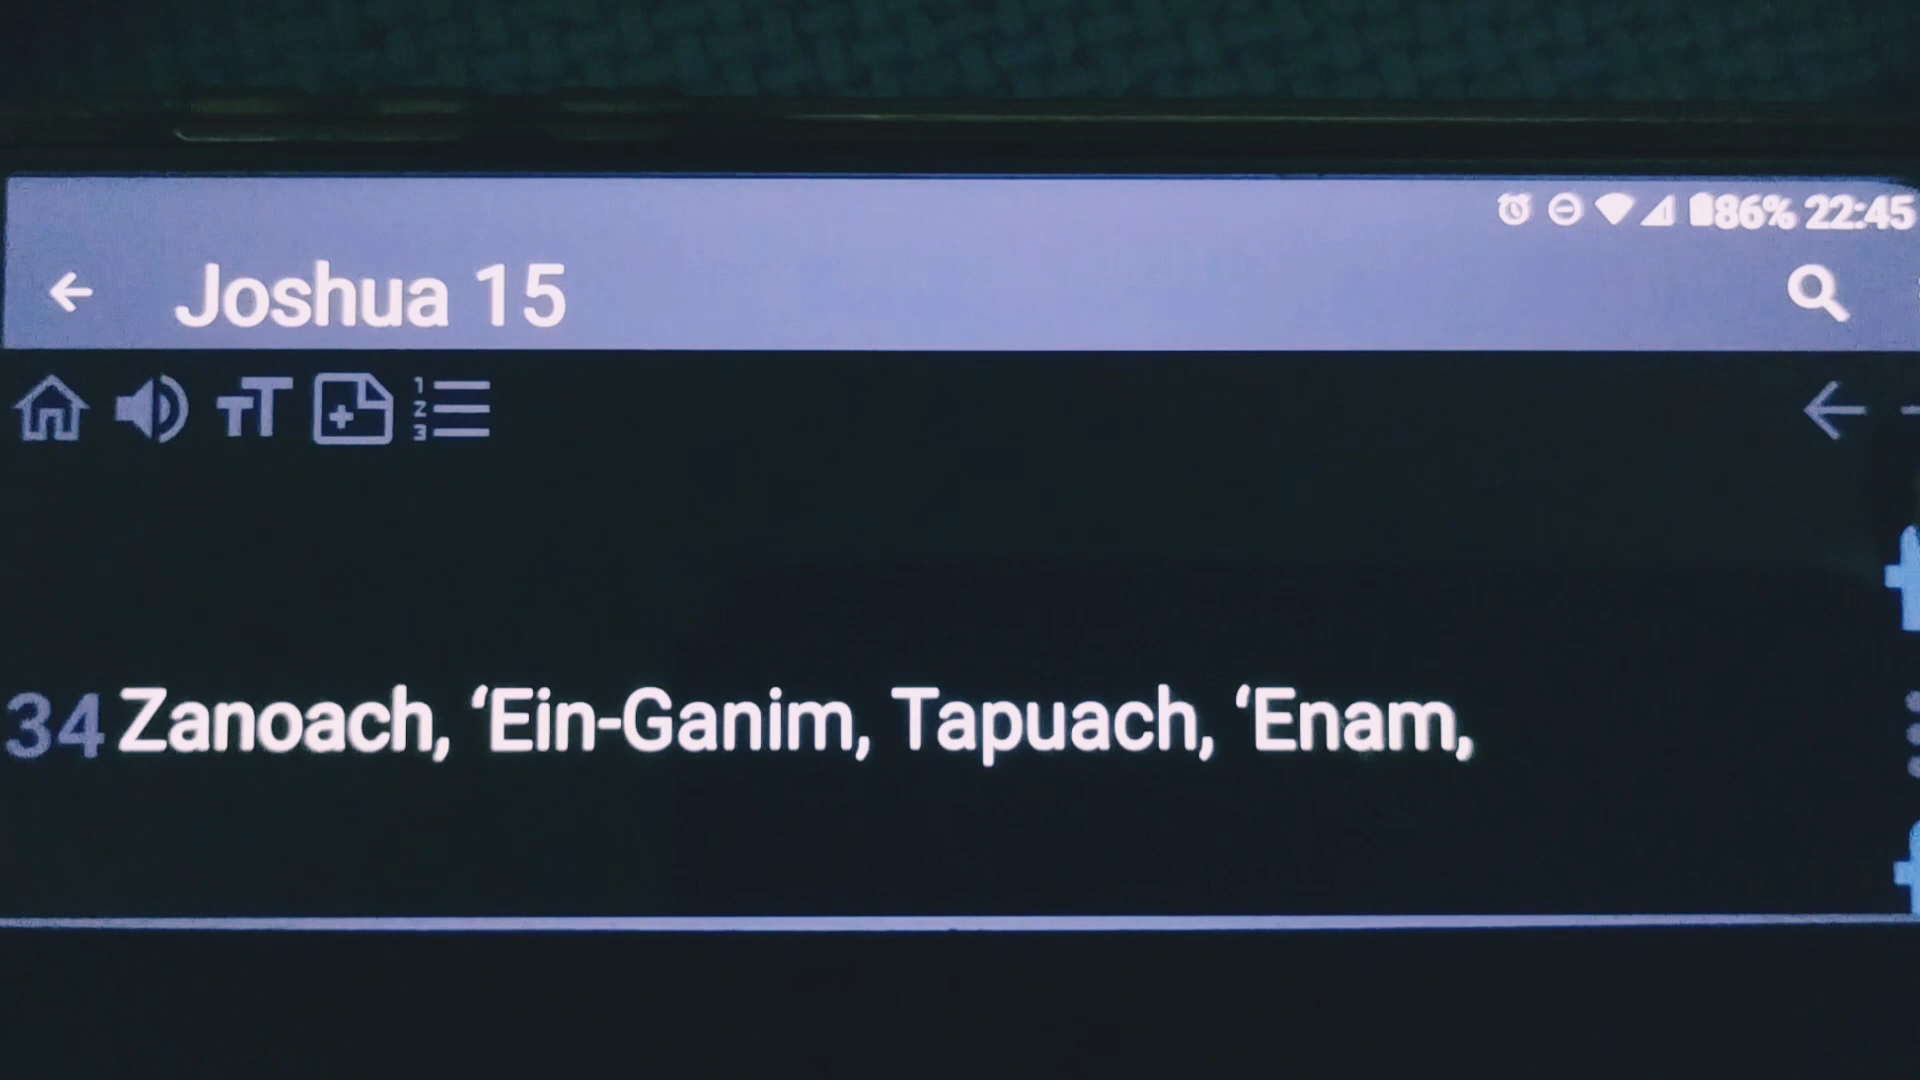 86% 22:45
Joshua 15
34 Zanoach, ‘Ein-Ganim, Tapuach, ‘Enam,